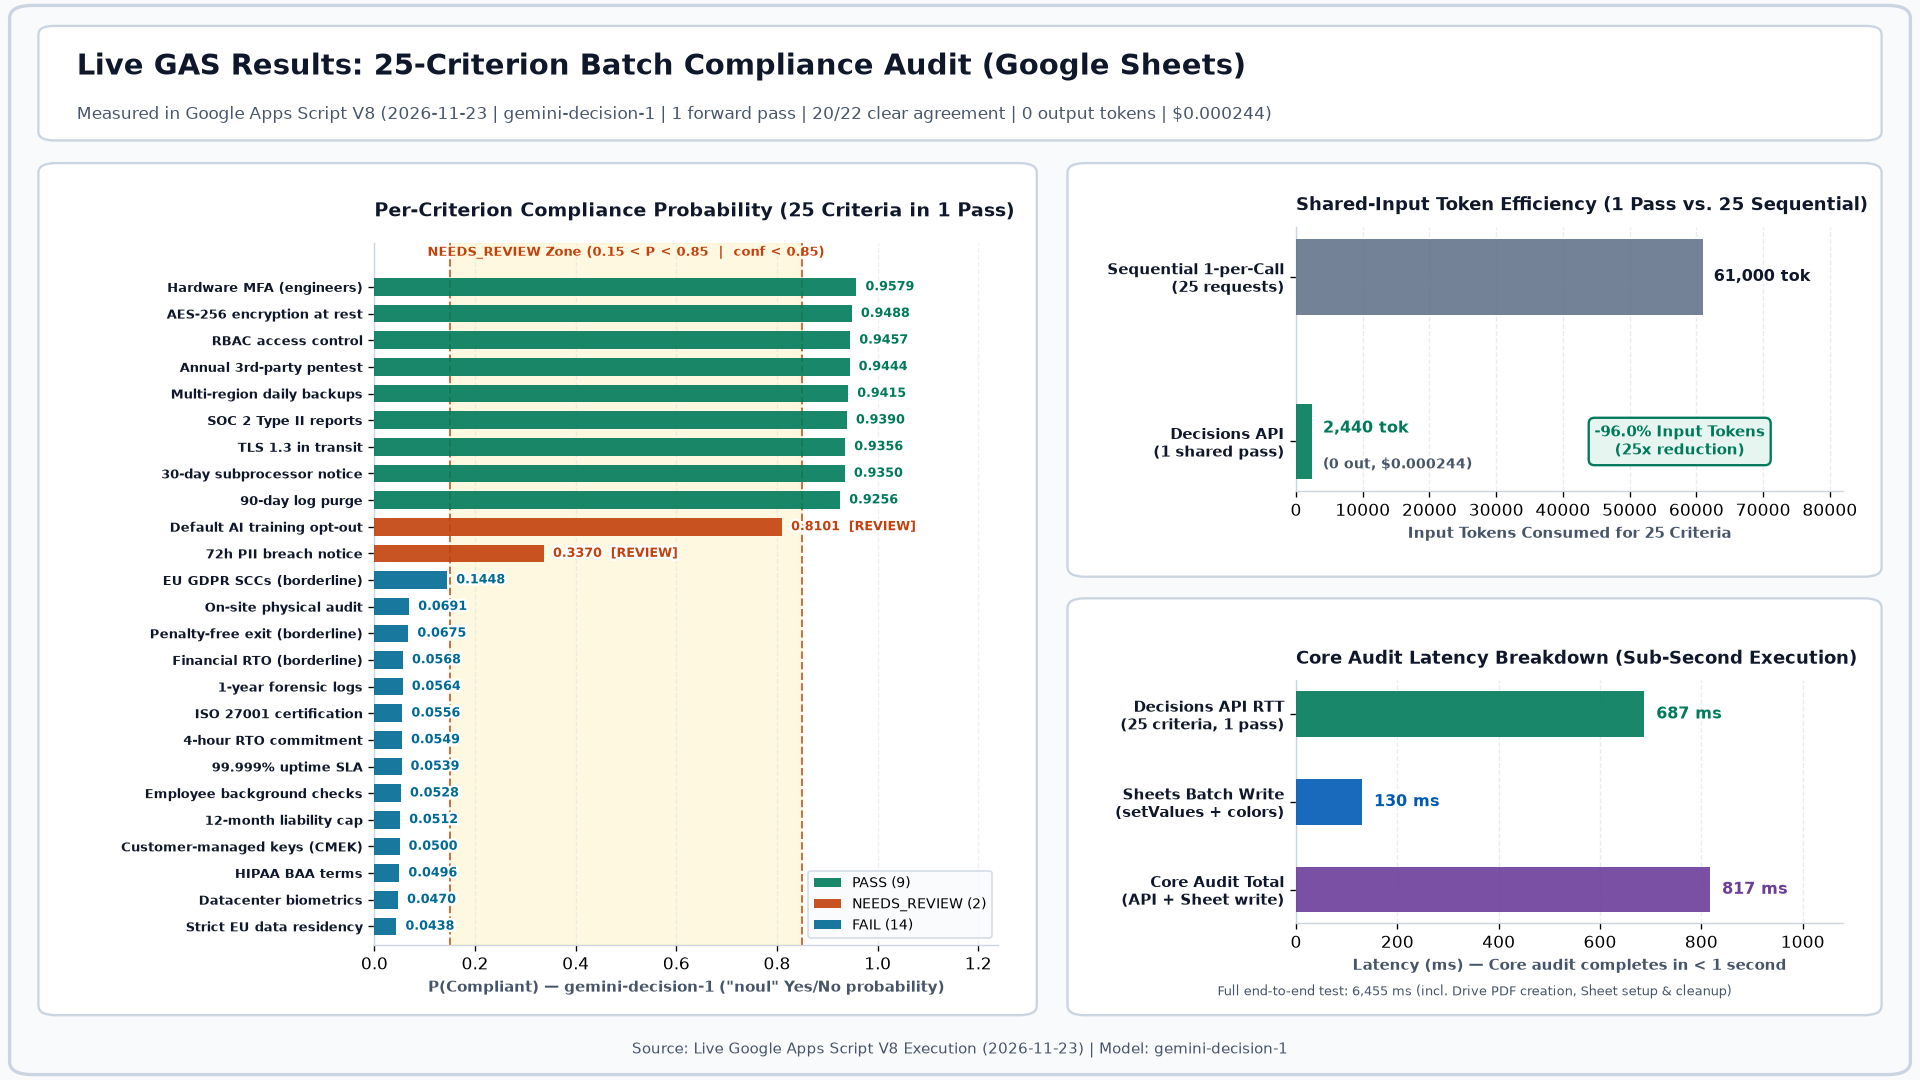 Live GAS Results: 25-Criterion Batch Compliance Audit (Google Sheets)
Measured in Google Apps Script V8 (2026-11-23 | gemini-decision-1 | 1 forward pass | 20/22 clear agreement | 0 output tokens | $0.000244)
Per-Criterion Compliance Probability (25 Criteria in 1 Pass)
NEEDS_REVIEW Zone (0.15 < P < 0.85 | conf < 0.85)
Hardware MFA (engineers) 0.9579
AES-256 encryption at rest 0.9488
RBAC access control 0.9457
Annual 3rd-party pentest 0.9444
Multi-region daily backups 0.9415
SOC 2 Type II reports 0.9390
TLS 1.3 in transit 0.9356
30-day subprocessor notice 0.9350
90-day log purge 0.9256
Default AI training opt-out 0.8101 [REVIEW]
72h PII breach notice 0.3370 [REVIEW]
EU GDPR SCCs (borderline) 0.1448
On-site physical audit 0.0691
Penalty-free exit (borderline) 0.0675
Financial RTO (borderline) 0.0568
1-year forensic logs 0.0564
ISO 27001 certification 0.0556
4-hour RTO commitment 0.0549
99.999% uptime SLA 0.0539
Employee background checks 0.0528
12-month liability cap 0.0512
Customer-managed keys (CMEK) 0.0500
HIPAA BAA terms 0.0496
Datacenter biometrics 0.0470
Strict EU data residency 0.0438
PASS (9)
NEEDS_REVIEW (2)
FAIL (14)
0.0 0.2 0.4 0.6 0.8 1.0 1.2
P(Compliant) — gemini-decision-1 ("noul" Yes/No probability)
Shared-Input Token Efficiency (1 Pass vs. 25 Sequential)
Sequential 1-per-Call
(25 requests)
61,000 tok
Decisions API
(1 shared pass)
2,440 tok
(0 out, $0.000244)
-96.0% Input Tokens
(25x reduction)
0 10000 20000 30000 40000 50000 60000 70000 80000
Input Tokens Consumed for 25 Criteria
Core Audit Latency Breakdown (Sub-Second Execution)
Decisions API RTT
(25 criteria, 1 pass)
687 ms
Sheets Batch Write
(setValues + colors)
130 ms
Core Audit Total
(API + Sheet write)
817 ms
0 200 400 600 800 1000
Latency (ms) — Core audit completes in < 1 second
Full end-to-end test: 6,455 ms (incl. Drive PDF creation, Sheet setup & cleanup)
Source: Live Google Apps Script V8 Execution (2026-11-23) | Model: gemini-decision-1